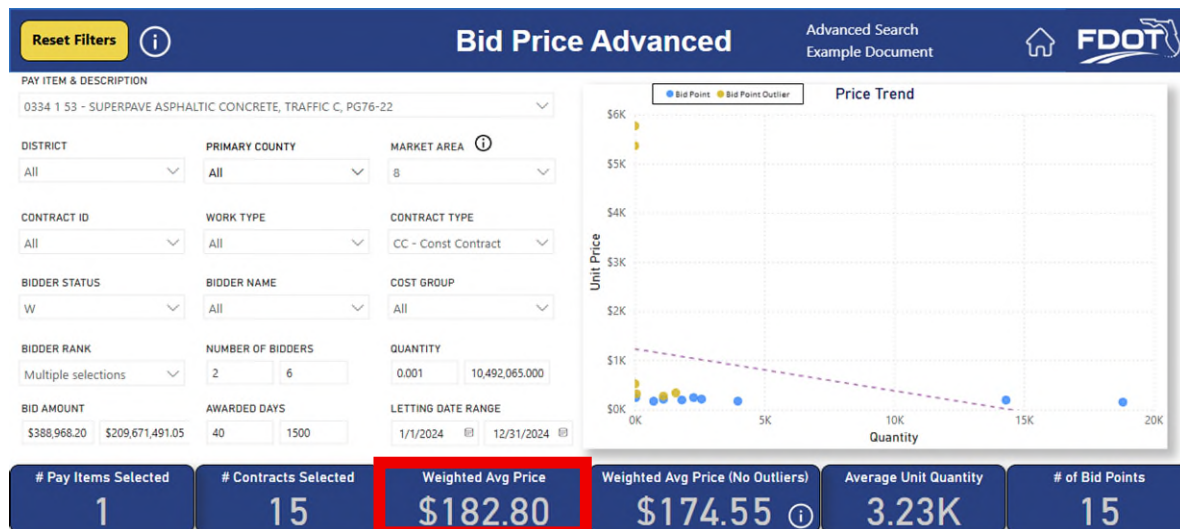 Reset Filters
i
Bid Price Advanced
Advanced Search
Example Document
FDOT
PAY ITEM & DESCRIPTION
0334 1 53 - SUPERPAVE ASPHALTIC CONCRETE, TRAFFIC C, PG76-22
DISTRICT
PRIMARY COUNTY
MARKET AREA i
All
All
8
CONTRACT ID
WORK TYPE
CONTRACT TYPE
All
All
CC - Const Contract
BIDDER STATUS
BIDDER NAME
COST GROUP
W
All
All
BIDDER RANK
NUMBER OF BIDDERS
QUANTITY
Multiple selections
2 6
0.001 10,492,065.000
BID AMOUNT
AWARDED DAYS
LETTING DATE RANGE
$388,968.20 $209,671,491.05
40 1500
1/1/2024 12/31/2024
Bid Point Bid Point Outlier
Price Trend
$6K
$5K
$4K
$3K
$2K
$1K
$0K
Unit Price
0K 5K 10K 15K 20K
Quantity
# Pay Items Selected
1
# Contracts Selected
15
Weighted Avg Price
$182.80
Weighted Avg Price (No Outliers)
$174.55 i
Average Unit Quantity
3.23K
# of Bid Points
15